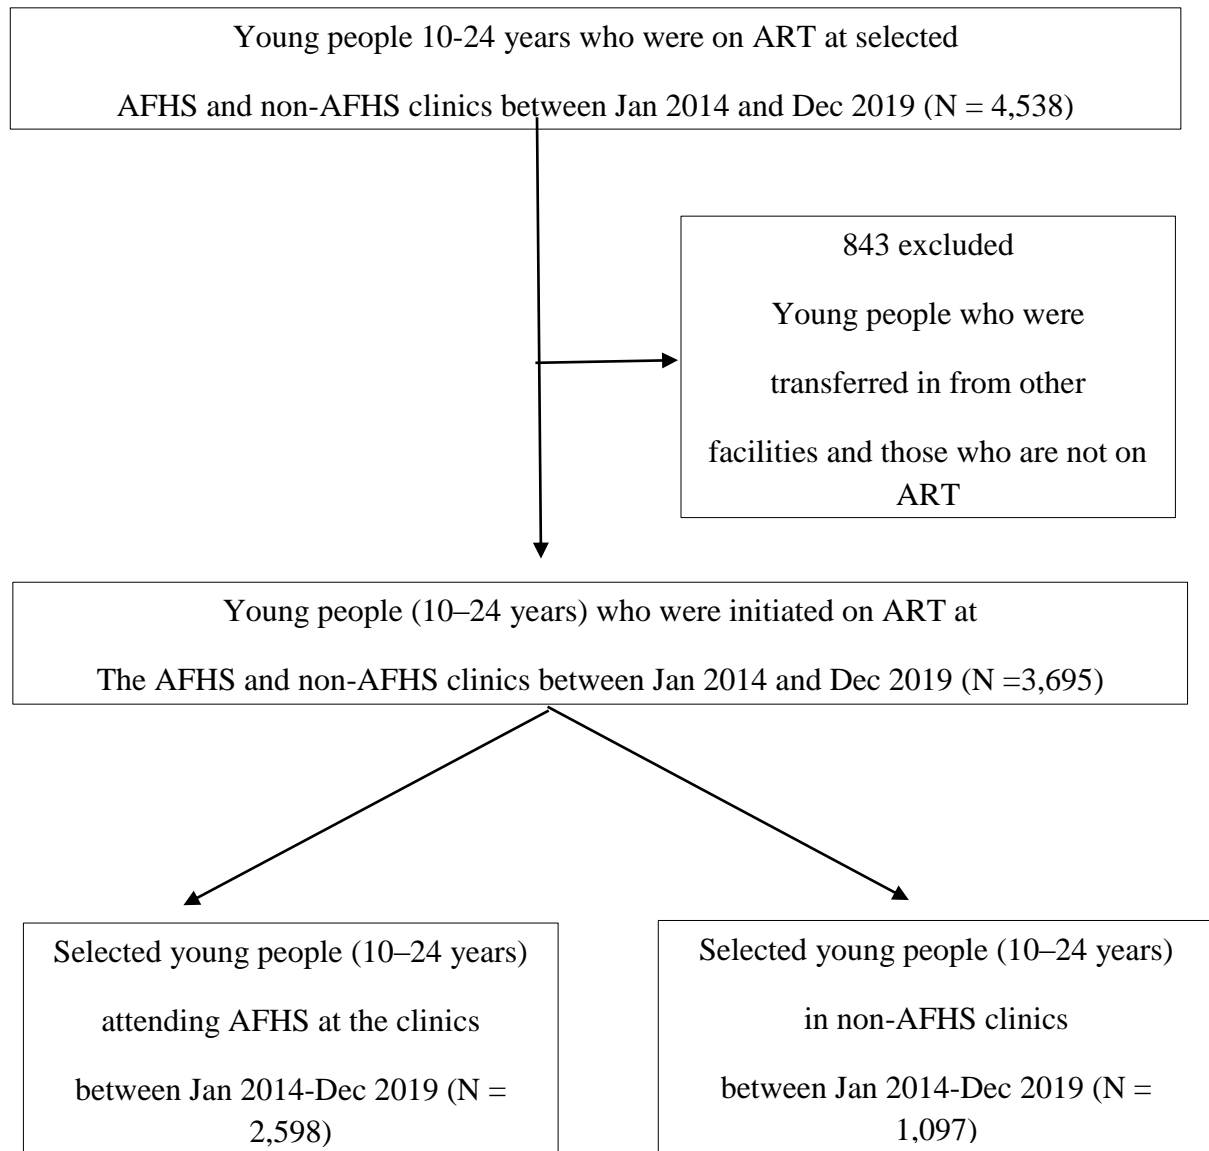 Young people 10-24 years who were on ART at selected
AFHS and non-AFHS clinics between Jan 2014 and Dec 2019 (N = 4,538)
843 excluded
Young people who were
transferred in from other
facilities and those who are not on
ART
Young people (10–24 years) who were initiated on ART at
The AFHS and non-AFHS clinics between Jan 2014 and Dec 2019 (N =3,695)
Selected young people (10–24 years)
attending AFHS at the clinics
between Jan 2014-Dec 2019 (N =
2,598)
Selected young people (10–24 years)
in non-AFHS clinics
between Jan 2014-Dec 2019 (N =
1,097)